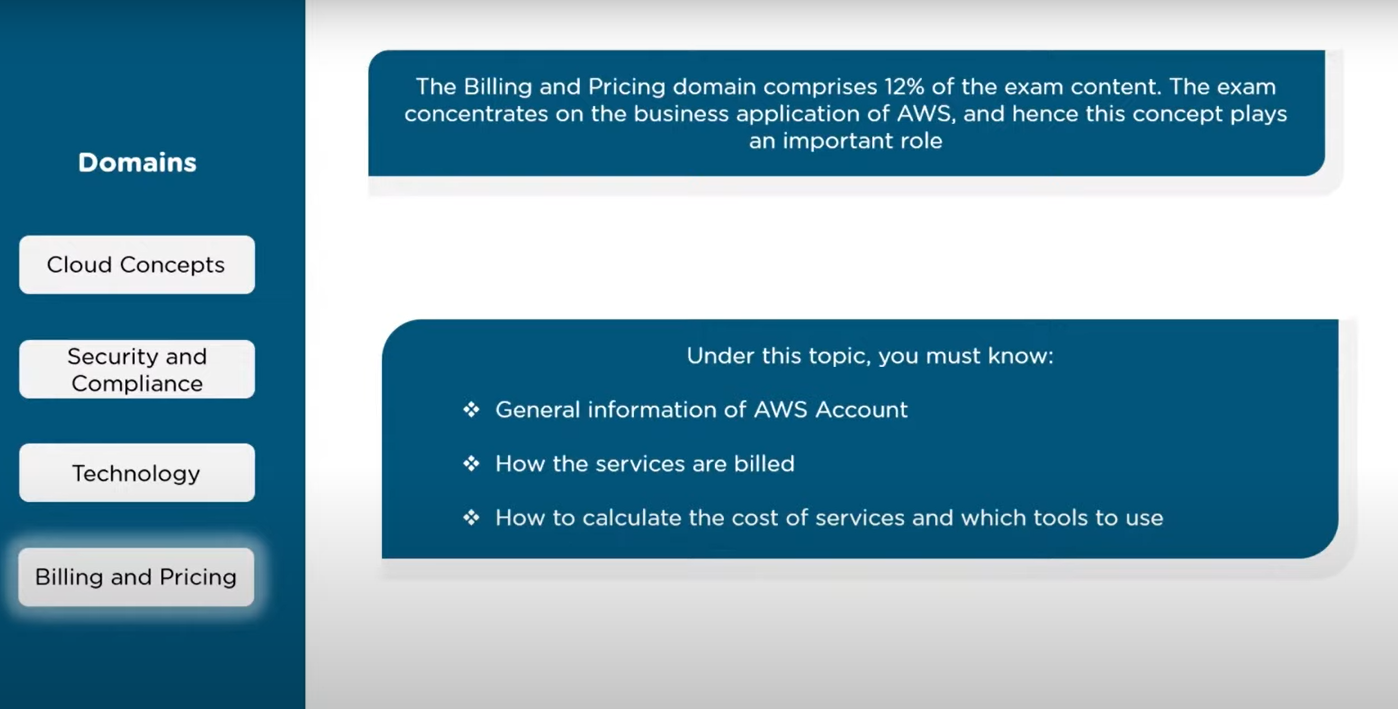 Domains
Cloud Concepts
Security and
Compliance
Technology
Billing and Pricing
The Billing and Pricing domain comprises 12% of the exam content. The exam
concentrates on the business application of AWS, and hence this concept plays
an important role
Under this topic, you must know:
❖ General information of AWS Account
❖ How the services are billed
❖ How to calculate the cost of services and which tools to use